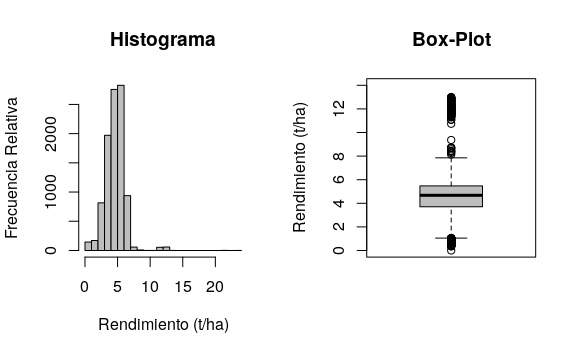 Histograma
Frecuencia Relativa
0
1000
2000
0 5 10 15 20
Rendimiento (t/ha)
Box-Plot
Rendimiento (t/ha)
0
2
4
6
8
12